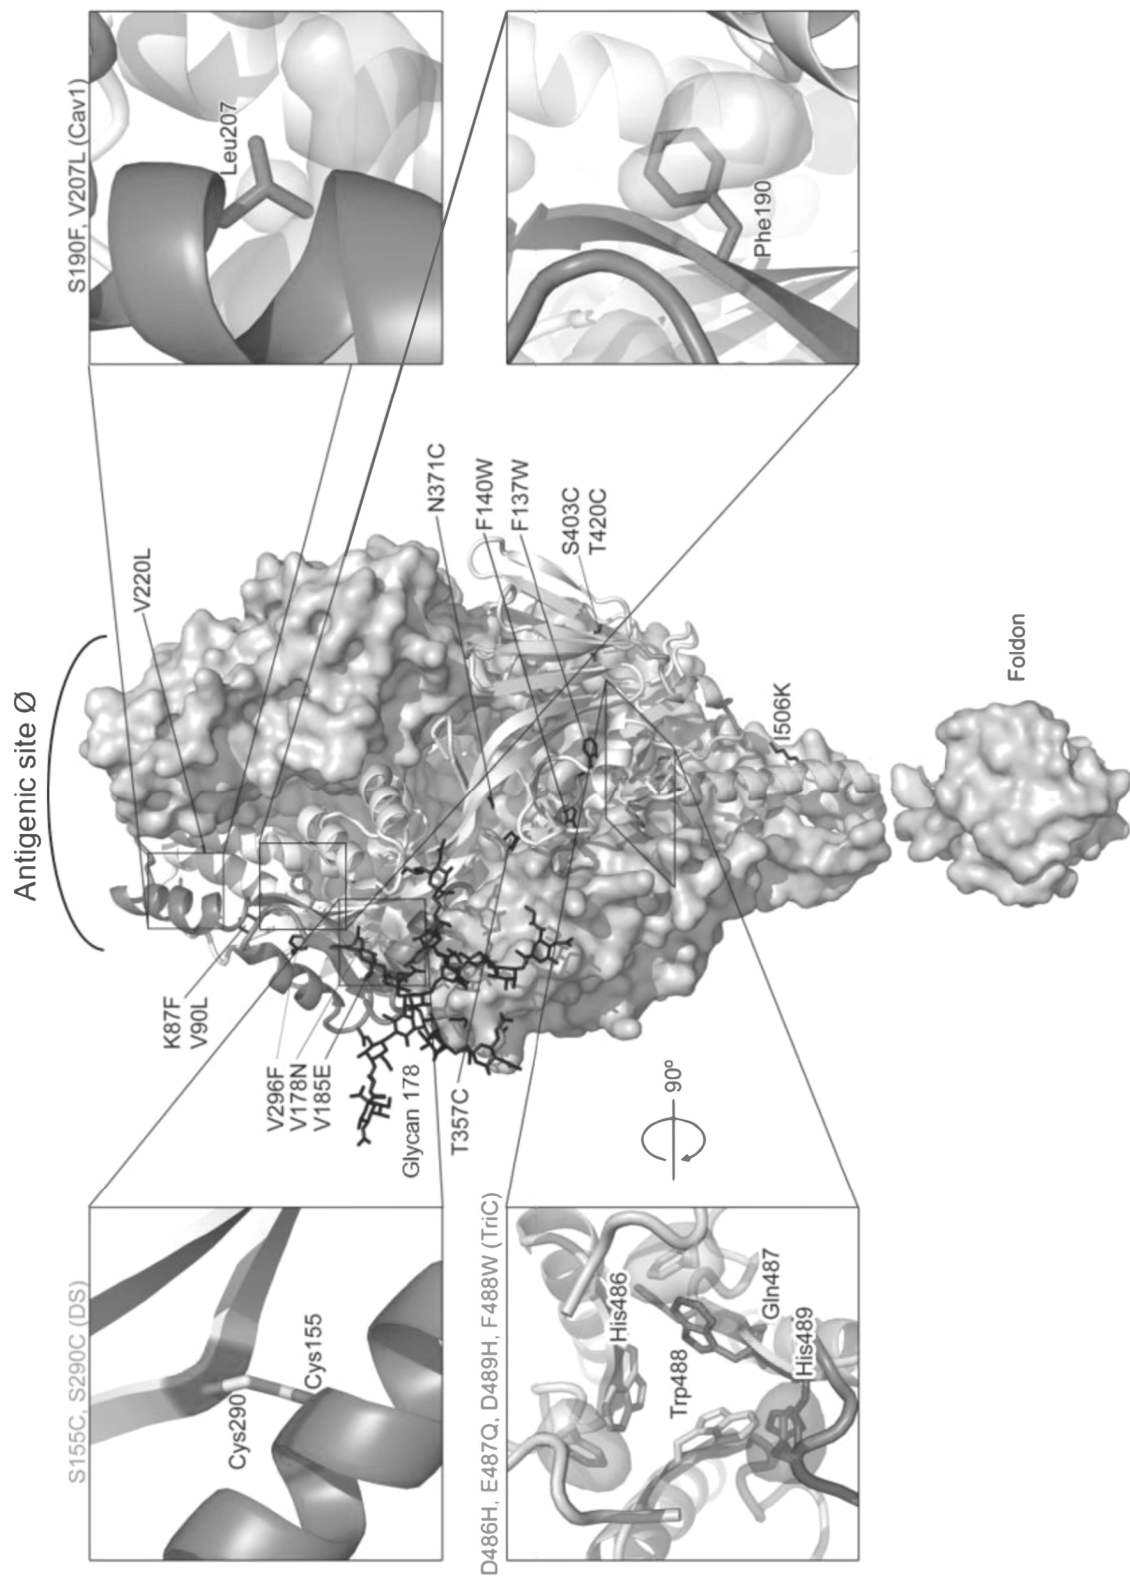 Antigenic site Ø
S155C, S290C (DS)
Cys290
Cys155
D486H, E487Q, D489H, F488W (TriC)
His486
Trp488
Gln487
His489
90º
K87F
V90L
V296F
V178N
V185E
Glycan 178
T357C
V220L
N371C
F140W
F137W
S403C
T420C
I506K
Foldon
S190F, V207L (Cav1)
Leu207
Phe190